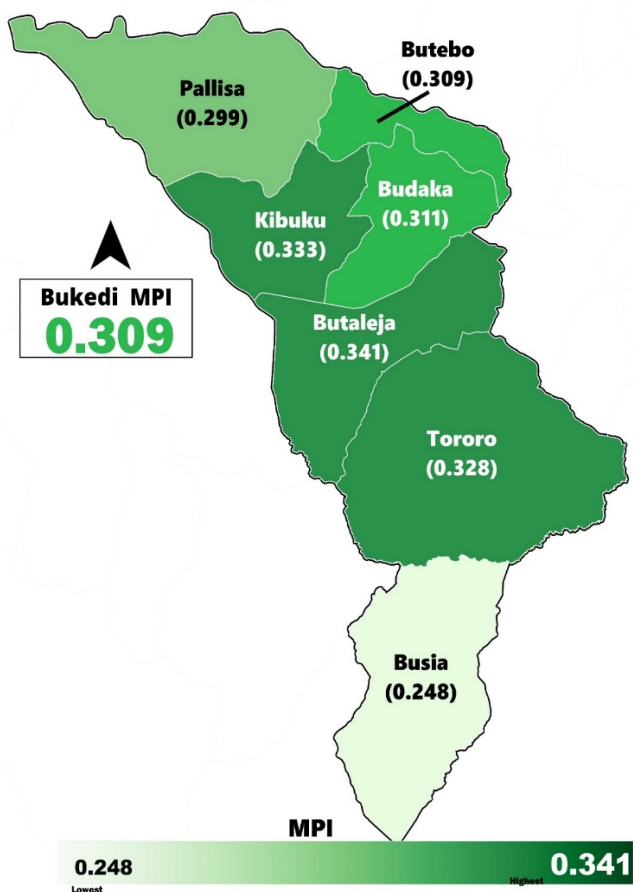 Butebo
(0.309)
Pallisa
(0.299)
Budaka
(0.311)
Kibuku
(0.333)
Bukedi MPI
0.309
Butaleja
(0.341)
Tororo
(0.328)
Busia
(0.248)
MPI
0.248
Lowest
Highest
0.341